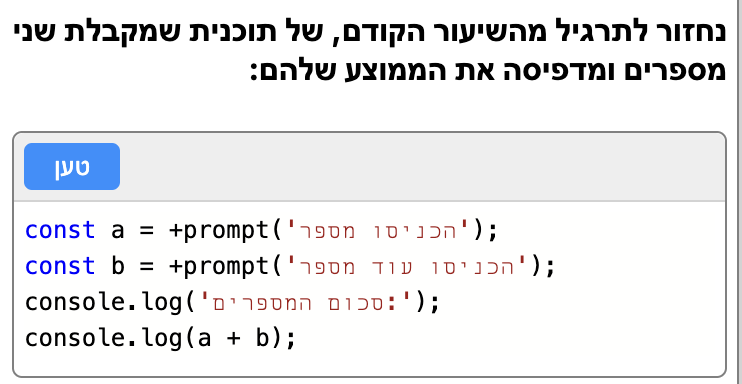 נחזור לתרגיל מהשיעור הקודם, של תוכנית שמקבלת שני
מספרים ומדפיסה את הממוצע שלהם:
טען
const a = +prompt('הכניסו מספר');
const b = +prompt('הכניסו עוד מספר');
console.log('סכום המספרים:');
console.log(a + b);